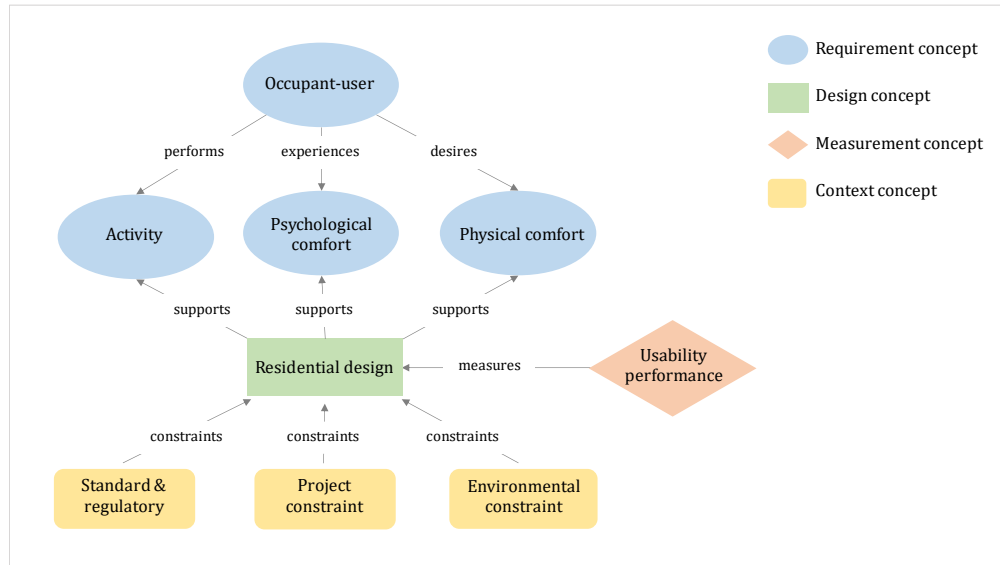 Occupant-user
Requirement concept
Design concept
Measurement concept
Context concept
performs
experiences
desires
Activity
Psychological
comfort
Physical comfort
supports
supports
supports
Residential design
measures
Usability
performance
constraints
constraints
constraints
Standard &
regulatory
Project
constraint
Environmental
constraint